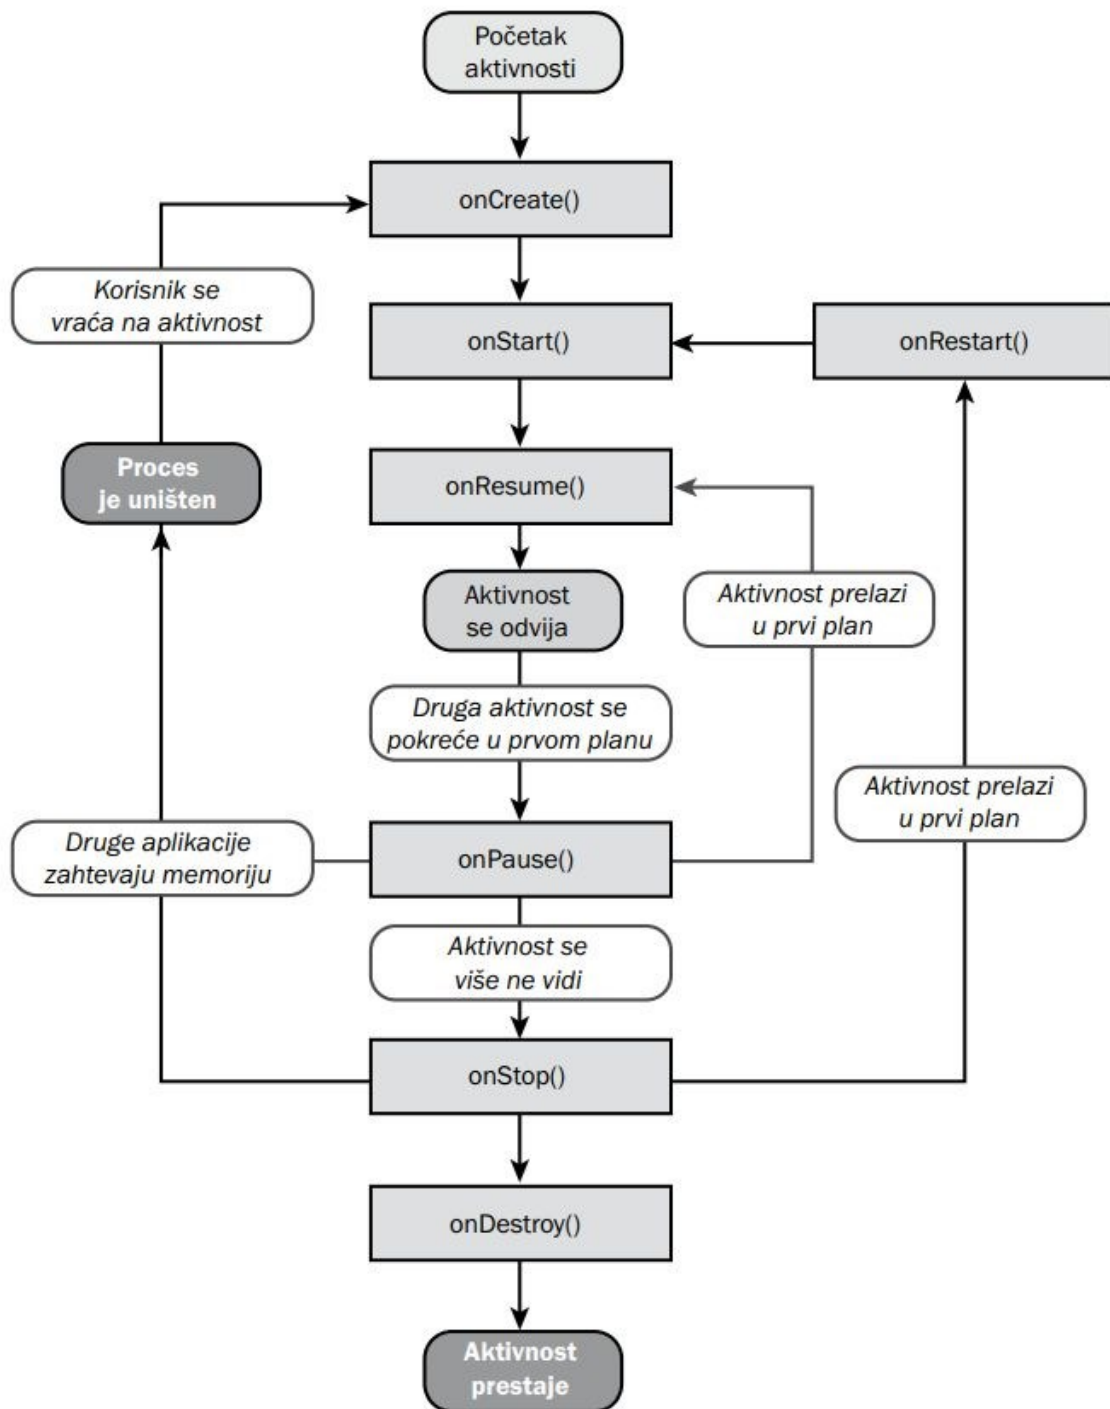 Početak
aktivnosti
onCreate()
Korisnik se
vraća na aktivnost
onStart()
onRestart()
Proces
je uništen
onResume()
Aktivnost
se odvija
Aktivnost prelazi
u prvi plan
Druga aktivnost se
pokreće u prvom planu
Aktivnost prelazi
u prvi plan
Druge aplikacije
zahtevaju memoriju
onPause()
Aktivnost se
više ne vidi
onStop()
onDestroy()
Aktivnost
prestaje